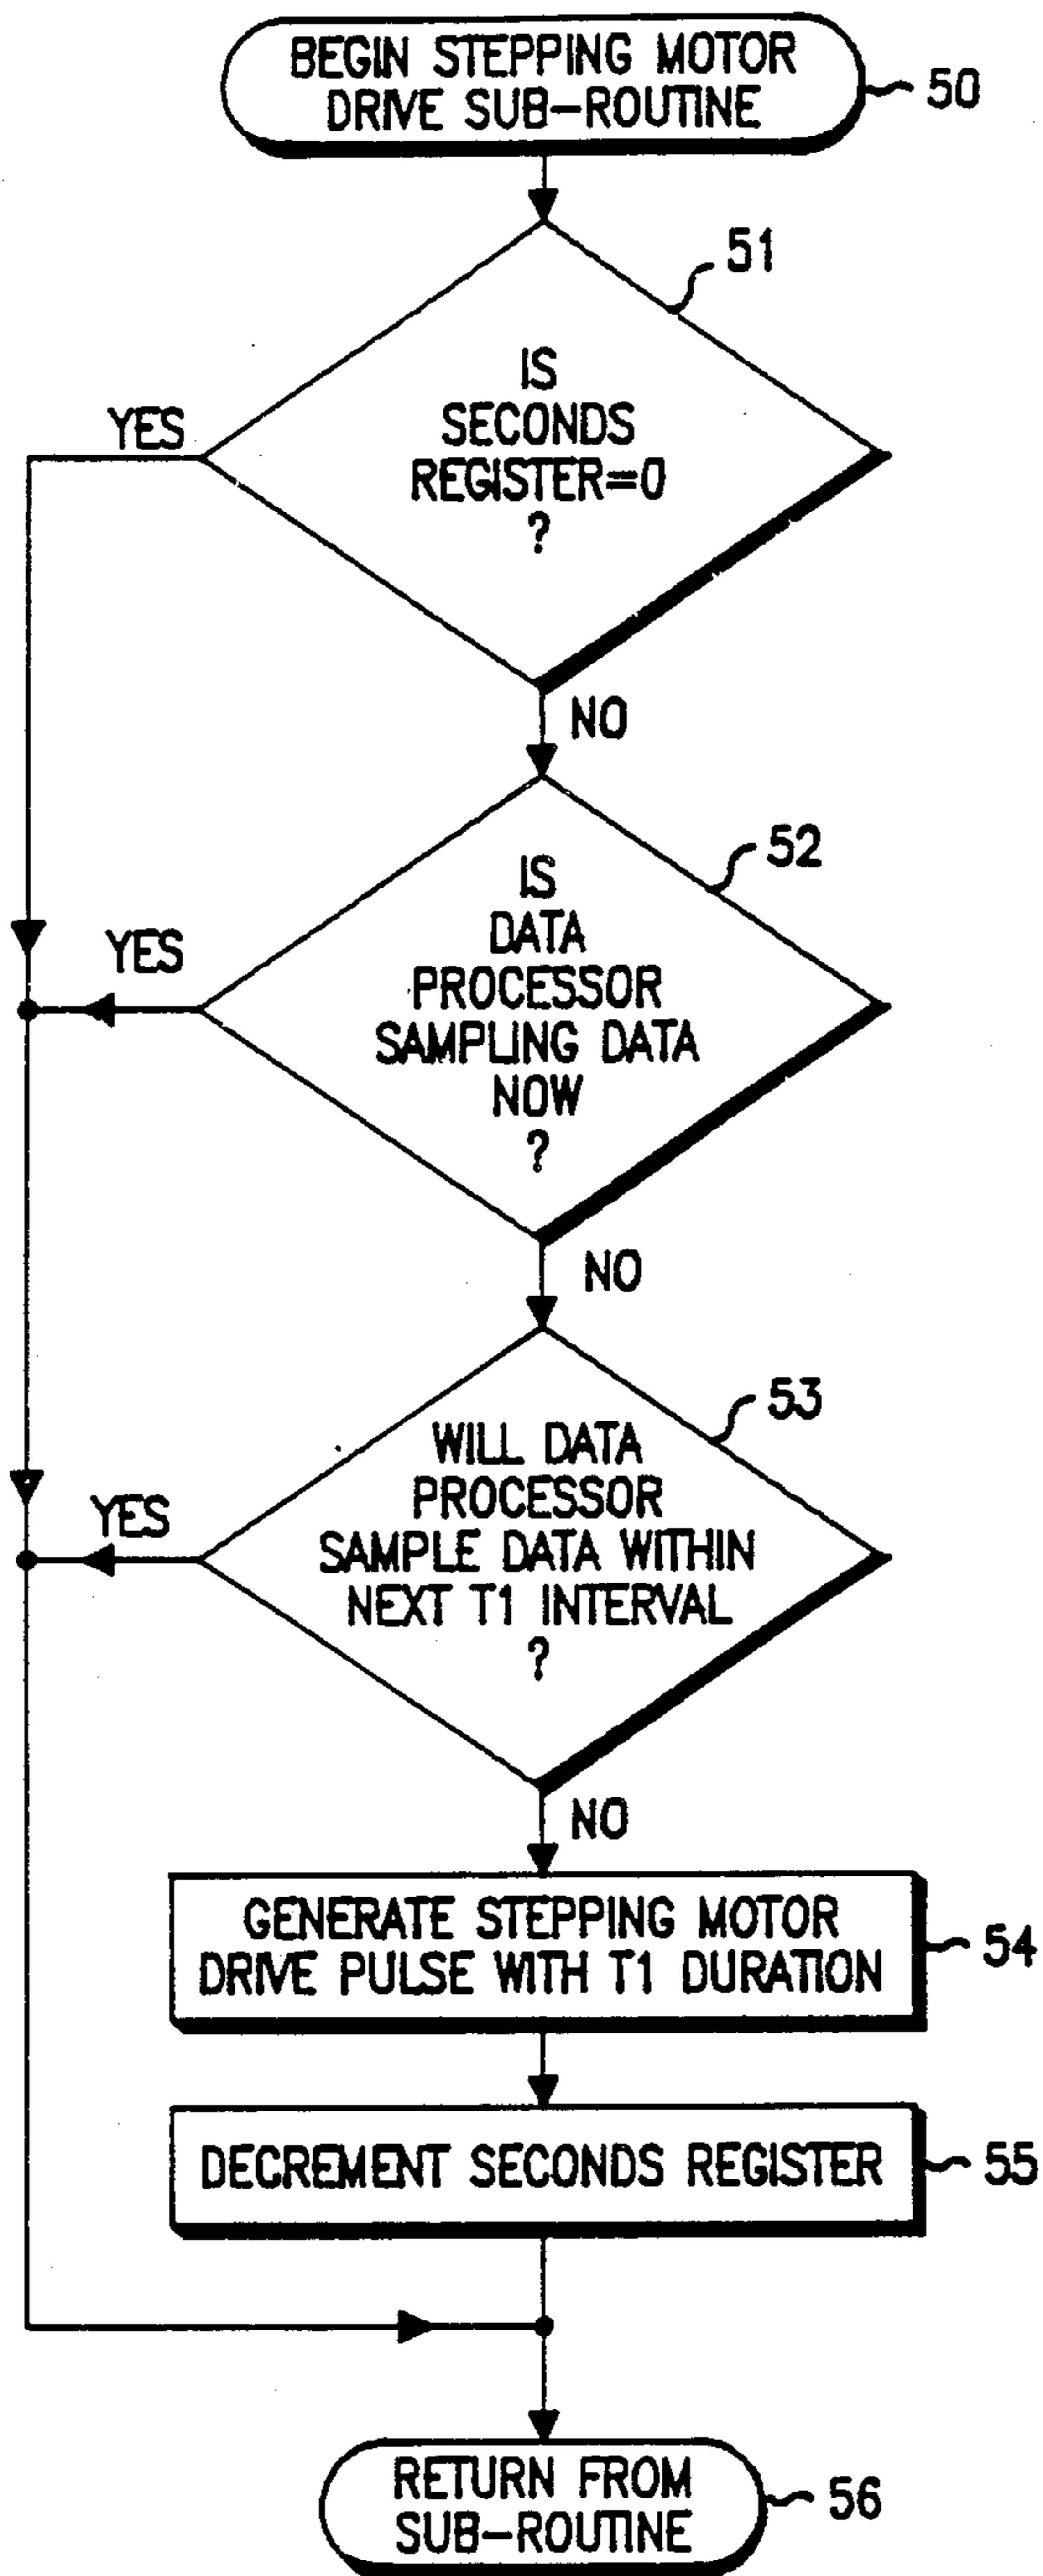 BEGIN STEPPING MOTOR
DRIVE SUB-ROUTINE
50
51
IS
SECONDS
REGISTER=0
?
YES
NO
52
IS
DATA
PROCESSOR
SAMPLING DATA
NOW
?
YES
NO
53
WILL DATA
PROCESSOR
SAMPLE DATA WITHIN
NEXT T1 INTERVAL
?
YES
NO
GENERATE STEPPING MOTOR
DRIVE PULSE WITH T1 DURATION
54
DECREMENT SECONDS REGISTER
55
RETURN FROM
SUB-ROUTINE
56